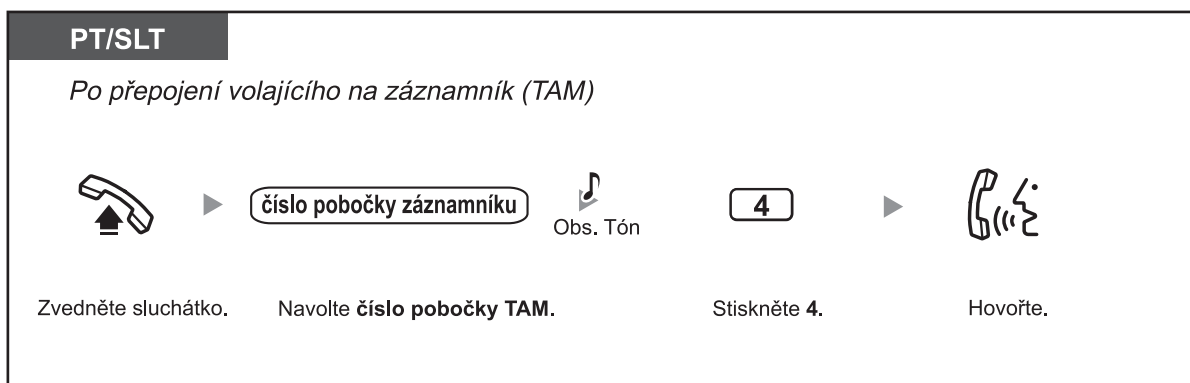 PT/SLT
Po přepojení volajícího na záznamník (TAM)
číslo pobočky záznamníku
Obs. Tón
4
Zvedněte sluchátko.
Navolte číslo pobočky TAM.
Stiskněte 4.
Hovořte.